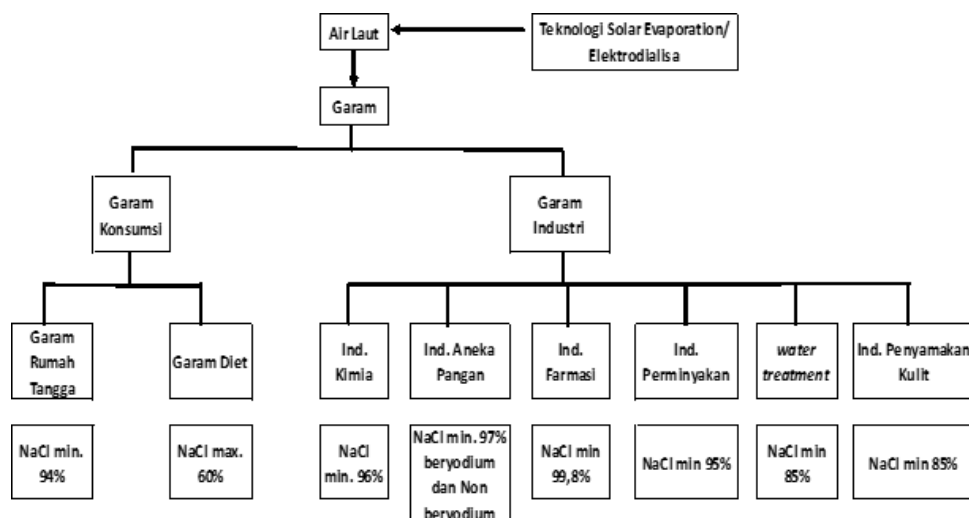 Air Laut
Teknologi Solar Evaporation/
Elektrodialisa
Garam
Garam
Konsumsi
Garam
Industri
Garam
Rumah
Tangga
Garam Diet
Ind.
Kimia
Ind. Aneka
Pangan
Ind.
Farmasi
Ind.
Perminyakan
water
treatment
Ind. Penyamakan
Kulit
NaCl min.
94%
NaCl max.
60%
NaCl
min. 96%
NaCl min. 97%
beryodium
dan Non
beryodium
NaCl min
99,8%
NaCl min 95%
NaCl min
85%
NaCl min 85%